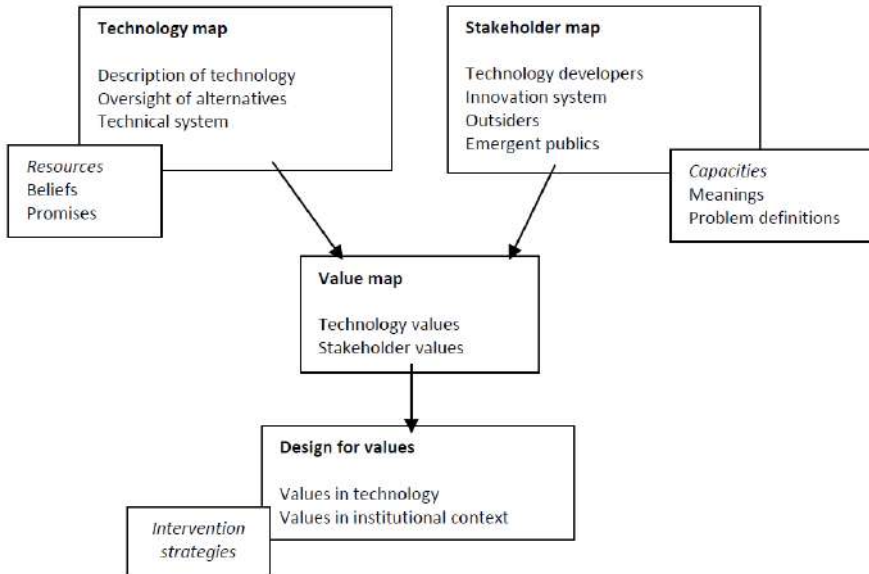 Technology map
Description of technology
Oversight of alternatives
Technical system
Resources
Beliefs
Promises
Stakeholder map
Technology developers
Innovation system
Outsiders
Emergent publics
Capacities
Meanings
Problem definitions
Value map
Technology values
Stakeholder values
Design for values
Values in technology
Values in institutional context
Intervention
strategies